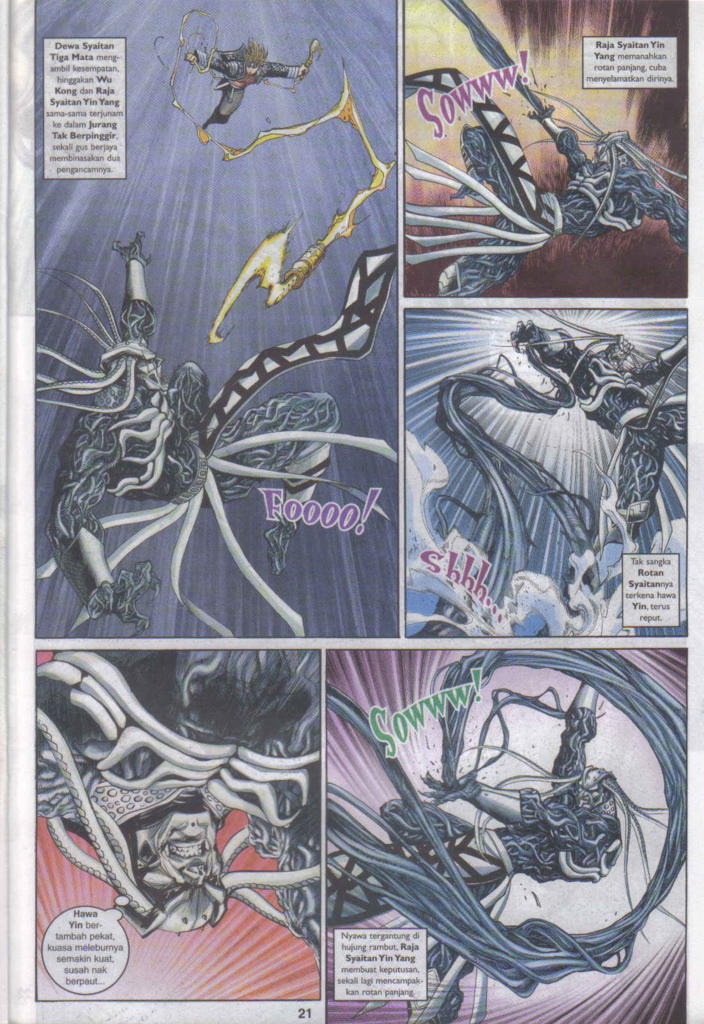 Dewa Syaitan
Tiga Mata meng-
ambil kesempatan,
hinggakan Wu
Kong dan Raja
Syaitan Yin Yang
sama-sama terjunam
ke dalam Jurang
Tak Berpinggir,
sekali gus berjaya
membinasakan dua
pengancamnya.
FOOOO!
Raja Syaitan Yin
Yang memanahkan
rotan panjang, cuba
menyelamatkan dirinya.
SOWWW!
Shhh...
Tak sangka
Rotan
Syaitannya
terkena hawa
Yin, terus
reput.
Hawa
Yin ber-
tambah pekat,
kuasa meleburnya
semakin kuat,
susah nak
berpaut...
SOWWW!
Nyawa tergantung di
hujung rambut, Raja
Syaitan Yin Yang
membuat keputusan,
sekali lagi mencampak-
kan rotan panjang.
21